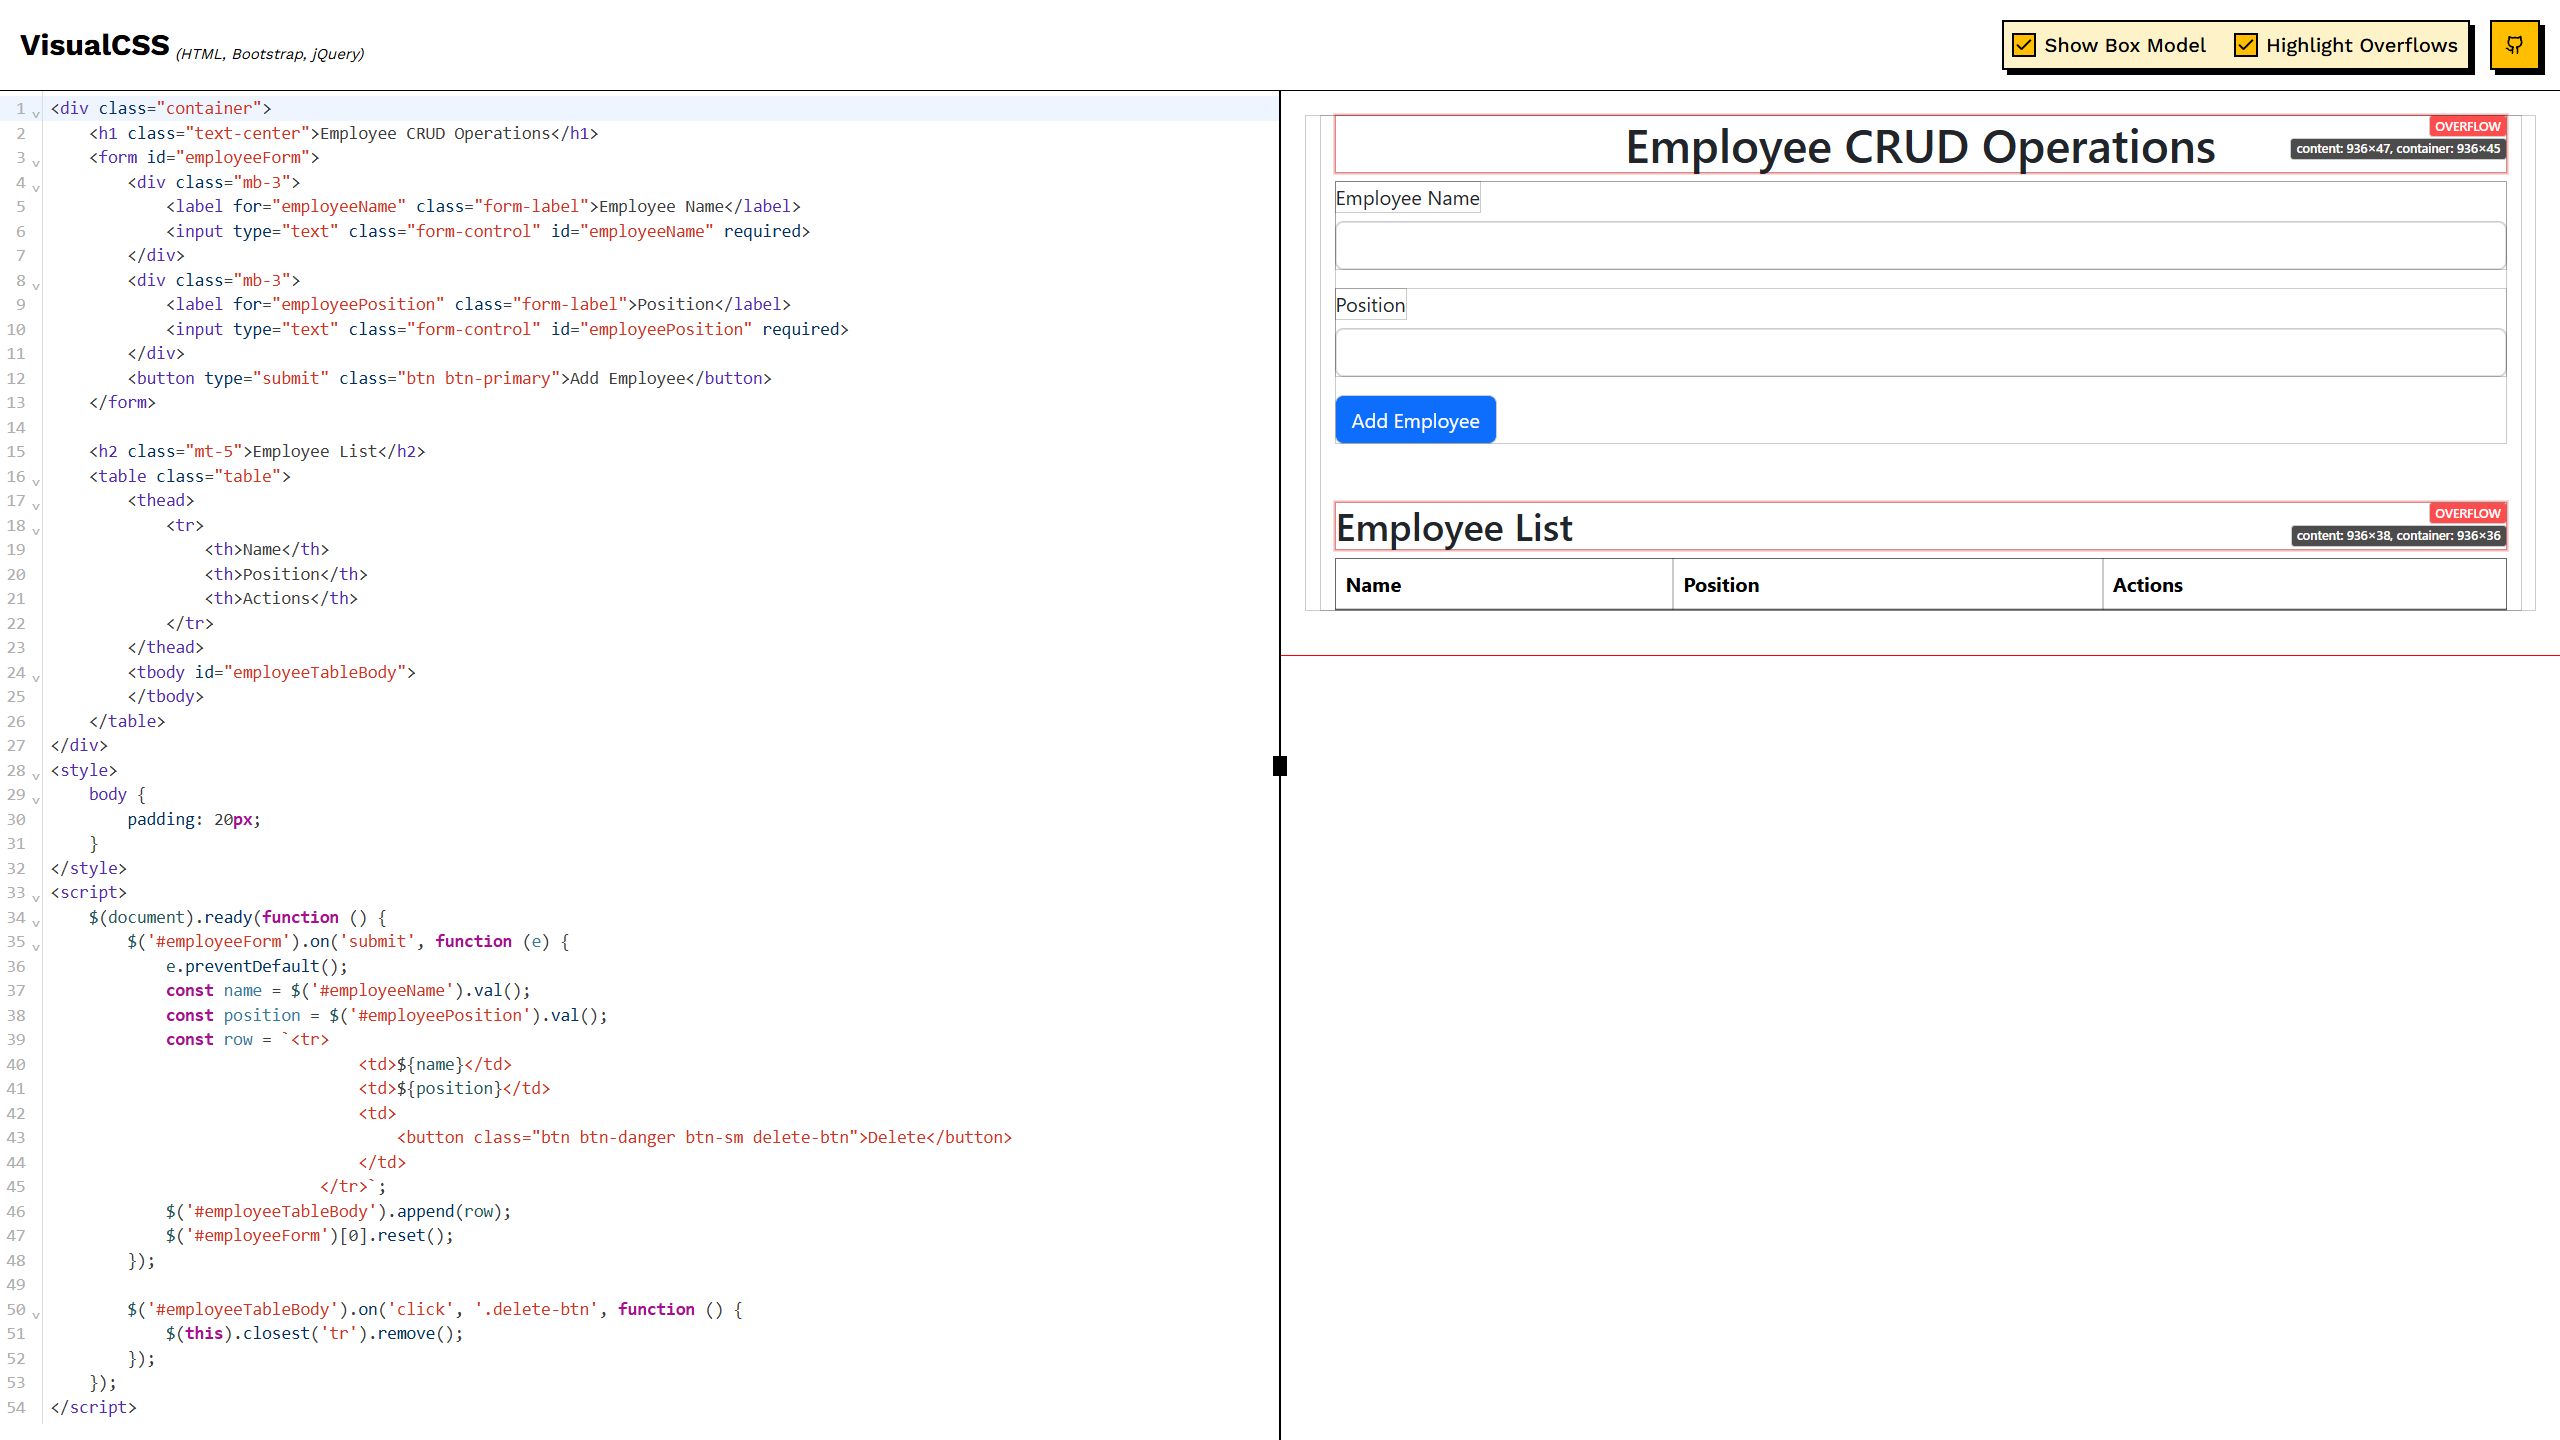 VisualCSS (HTML, Bootstrap, jQuery)
Show Box Model
Highlight Overflows
1 <div class="container">
2     <h1 class="text-center">Employee CRUD Operations</h1>
3     <form id="employeeForm">
4         <div class="mb-3">
5             <label for="employeeName" class="form-label">Employee Name</label>
6             <input type="text" class="form-control" id="employeeName" required>
7         </div>
8         <div class="mb-3">
9             <label for="employeePosition" class="form-label">Position</label>
10             <input type="text" class="form-control" id="employeePosition" required>
11         </div>
12         <button type="submit" class="btn btn-primary">Add Employee</button>
13     </form>
14
15     <h2 class="mt-5">Employee List</h2>
16     <table class="table">
17         <thead>
18             <tr>
19                 <th>Name</th>
20                 <th>Position</th>
21                 <th>Actions</th>
22             </tr>
23         </thead>
24         <tbody id="employeeTableBody">
25         </tbody>
26     </table>
27 </div>
28 <style>
29     body {
30         padding: 20px;
31     }
32 </style>
33 <script>
34     $(document).ready(function () {
35         $('#employeeForm').on('submit', function (e) {
36             e.preventDefault();
37             const name = $('#employeeName').val();
38             const position = $('#employeePosition').val();
39             const row = `<tr>
40                                 <td>${name}</td>
41                                 <td>${position}</td>
42                                 <td>
43                                     <button class="btn btn-danger btn-sm delete-btn">Delete</button>
44                                 </td>
45                             </tr>`;
46             $('#employeeTableBody').append(row);
47             $('#employeeForm')[0].reset();
48         });
49
50         $('#employeeTableBody').on('click', '.delete-btn', function () {
51             $(this).closest('tr').remove();
52         });
53     });
54 </script>
Employee CRUD Operations
OVERFLOW
content: 936×47, container: 936×45
Employee Name
Position
Add Employee
Employee List
OVERFLOW
content: 936×38, container: 936×36
Name Position Actions